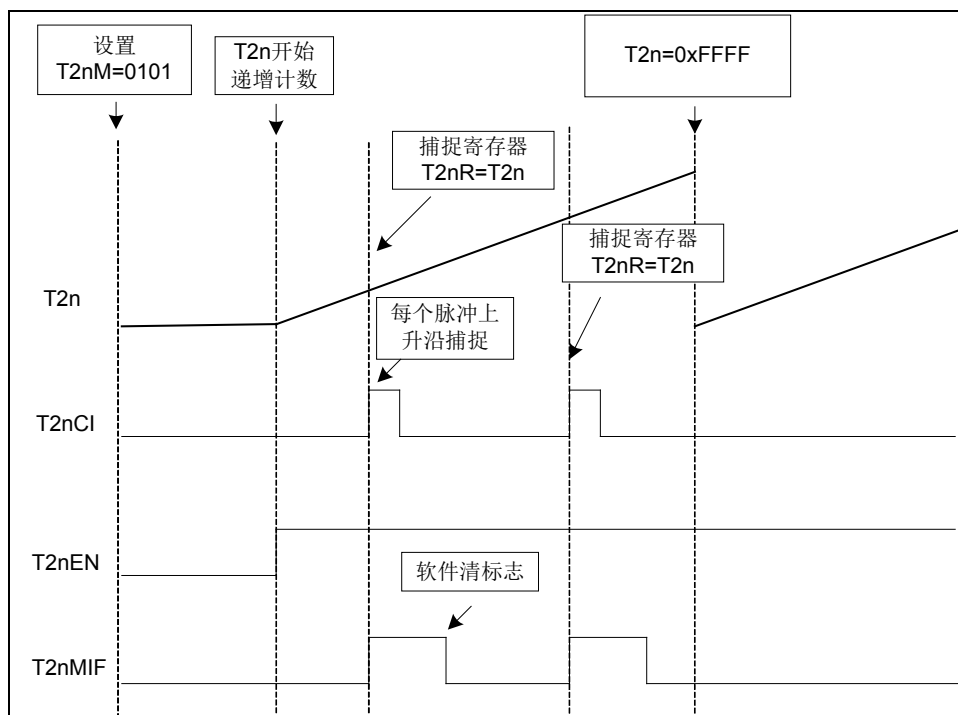 设置
T2nM=0101
T2n开始
递增计数
T2n=0xFFFF
捕捉寄存器
T2nR=T2n
捕捉寄存器
T2nR=T2n
T2n
每个脉冲上
升沿捕捉
T2nCI
T2nEN
软件清标志
T2nMIF